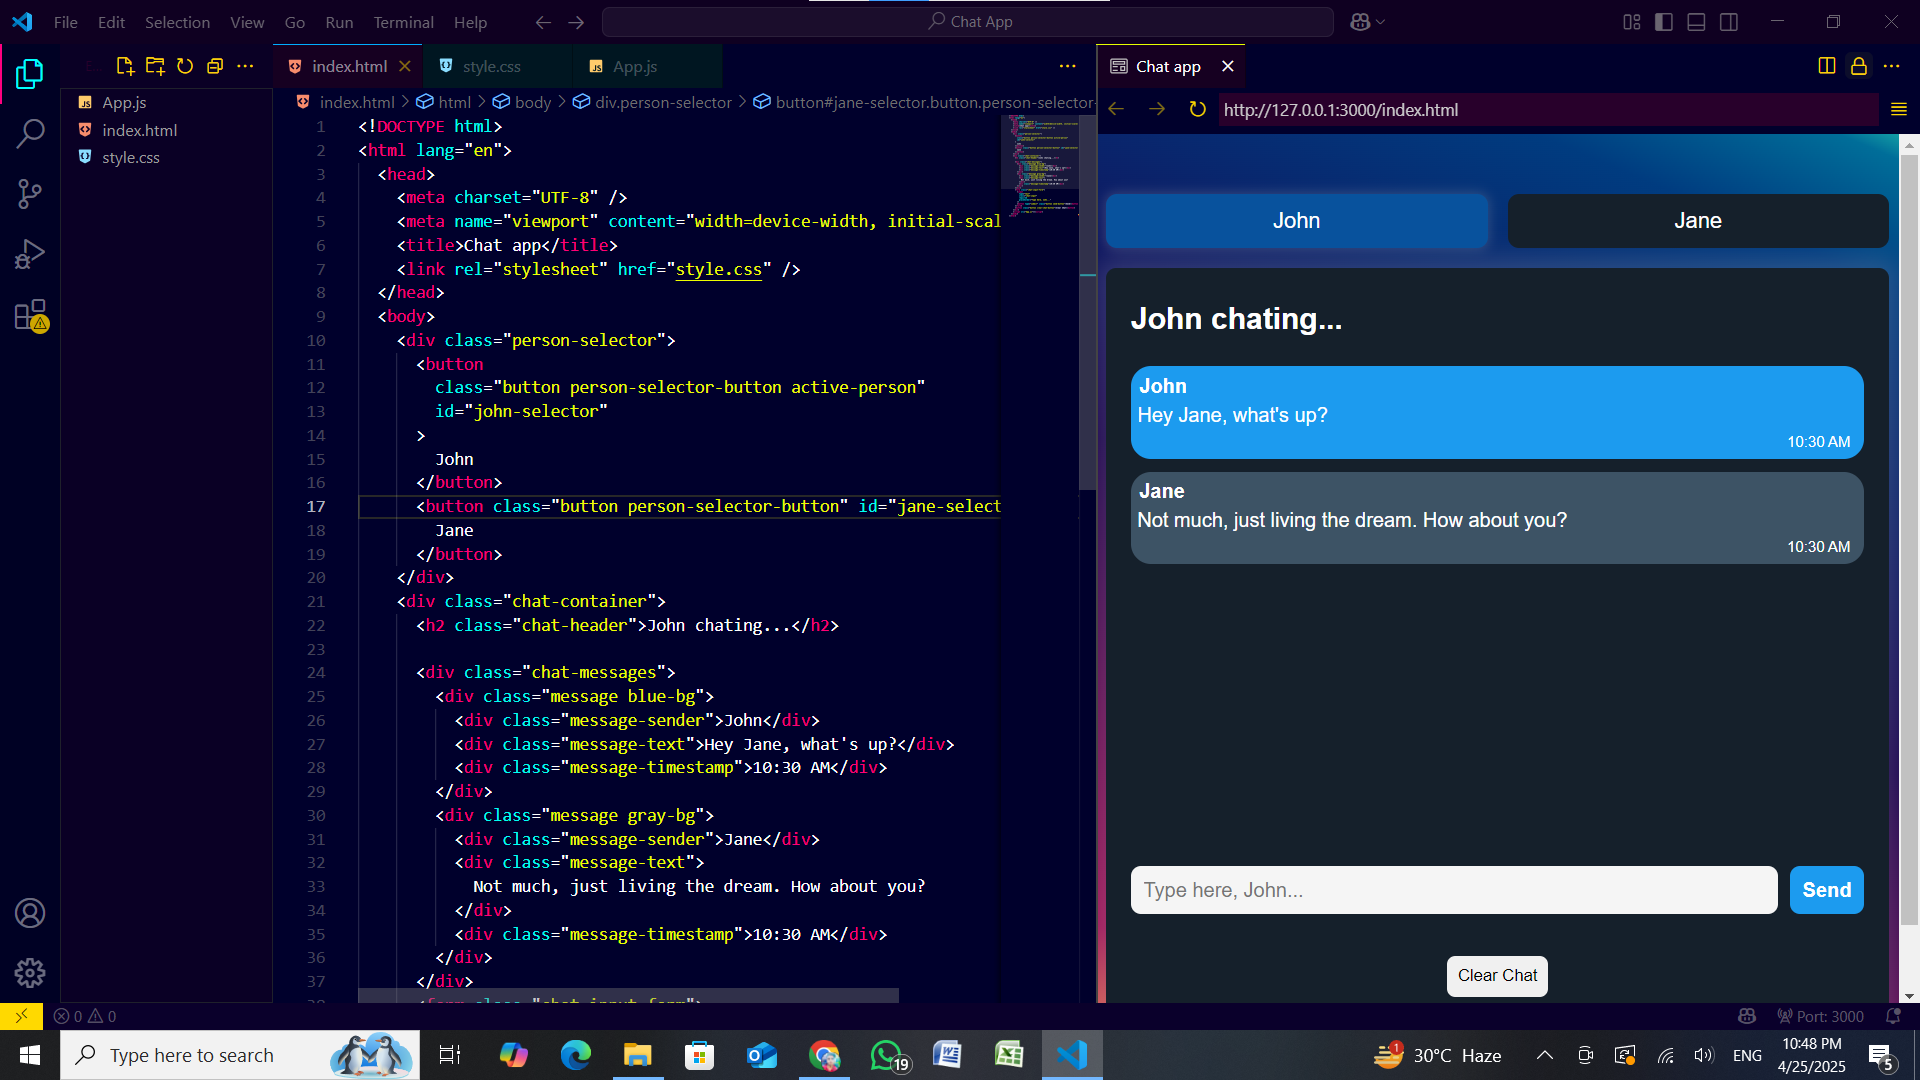 File Edit Selection View Go Run Terminal Help
Chat App
index.html
style.css
App.js
Chat app
App.js
index.html
style.css
index.html > html > body > div.person-selector > button#jane-selector.button.person-selector-
http://127.0.0.1:3000/index.html
1 <!DOCTYPE html>
2 <html lang="en">
3 <head>
4 <meta charset="UTF-8" />
5 <meta name="viewport" content="width=device-width, initial-scal
6 <title>Chat app</title>
7 <link rel="stylesheet" href="style.css" />
8 </head>
9 <body>
10 <div class="person-selector">
11 <button
12 class="button person-selector-button active-person"
13 id="john-selector"
14 >
15 John
16 </button>
17 <button class="button person-selector-button" id="jane-select
18 Jane
19 </button>
20 </div>
21 <div class="chat-container">
22 <h2 class="chat-header">John chating...</h2>
23
24 <div class="chat-messages">
25 <div class="message blue-bg">
26 <div class="message-sender">John</div>
27 <div class="message-text">Hey Jane, what's up?</div>
28 <div class="message-timestamp">10:30 AM</div>
29 </div>
30 <div class="message gray-bg">
31 <div class="message-sender">Jane</div>
32 <div class="message-text">
33 Not much, just living the dream. How about you?
34 </div>
35 <div class="message-timestamp">10:30 AM</div>
36 </div>
37 </div>
38 <form class="chat-input-form">
John
Jane
John chating...
John
Hey Jane, what's up?
10:30 AM
Jane
Not much, just living the dream. How about you?
10:30 AM
Type here, John...
Send
Clear Chat
0 0
Port: 3000
Type here to search
19
1
30°C Haze
ENG
10:48 PM
4/25/2025
5